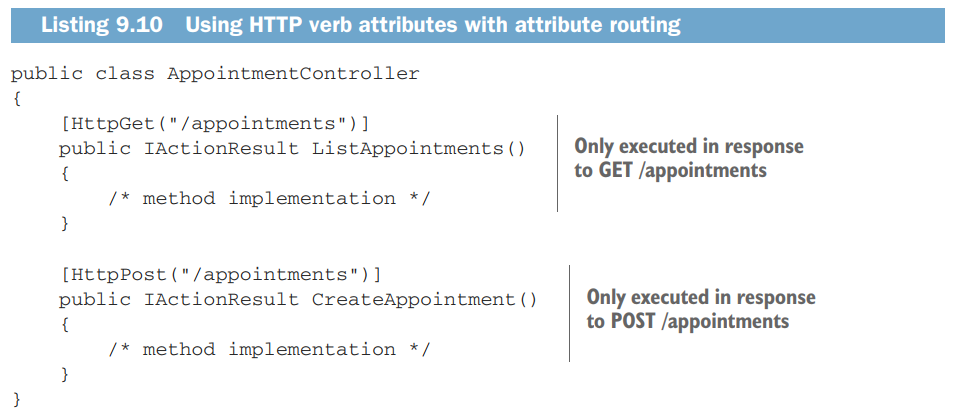 Listing 9.10 Using HTTP verb attributes with attribute routing
public class AppointmentController
{
[HttpGet("/appointments")]
public IActionResult ListAppointments()
{
/* method implementation */
}
Only executed in response
to GET /appointments
[HttpPost("/appointments")]
public IActionResult CreateAppointment()
{
/* method implementation */
}
Only executed in response
to POST /appointments
}